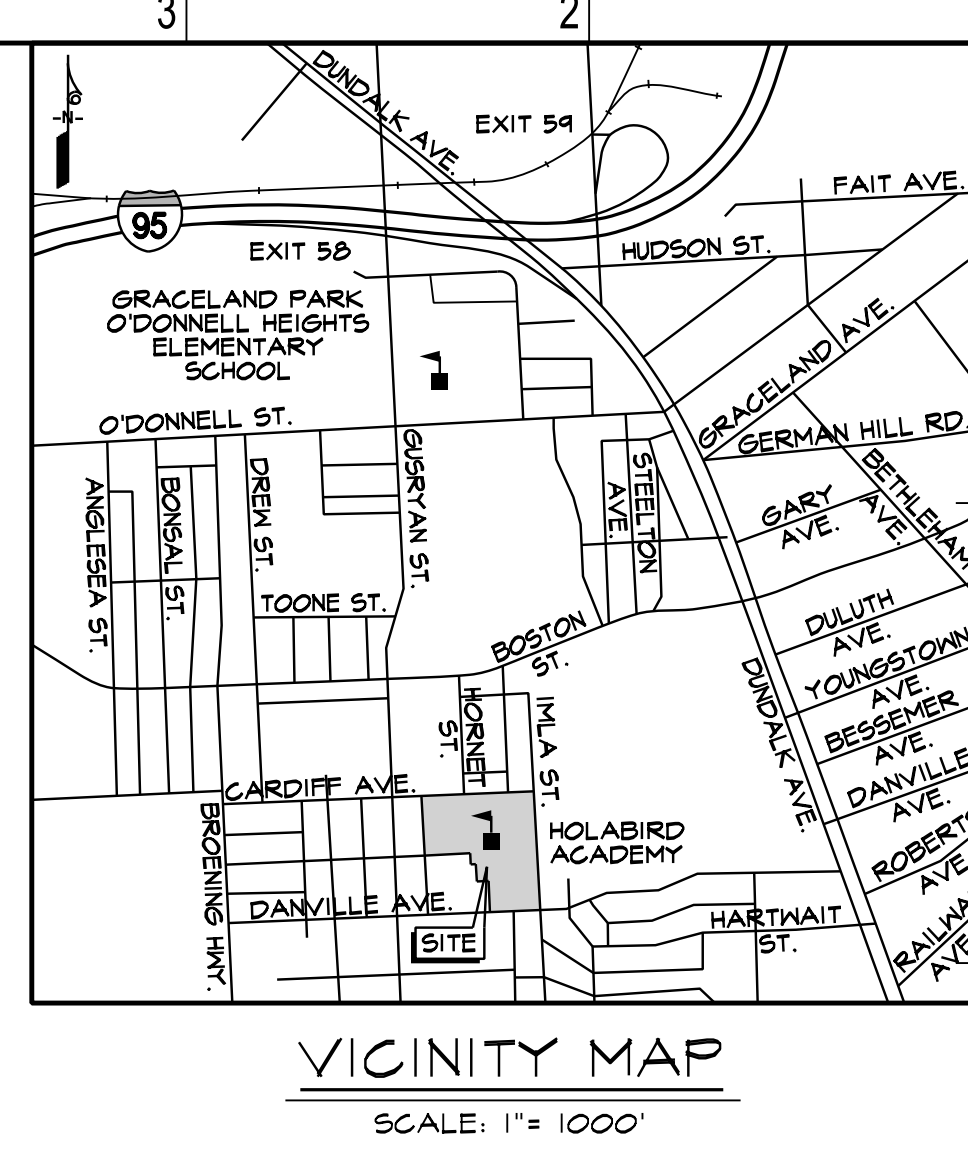 3
2
DUNDALK AVE.
EXIT 59
-N-
FAIT AVE.
95
EXIT 58
HUDSON ST.
GRACELAND PARK
O'DONNELL HEIGHTS
ELEMENTARY
SCHOOL
GRACELAND AVE.
O'DONNELL ST.
GERMAN HILL RD.
ANGLESEA ST.
BONSAL ST.
DREW ST.
GUSRYAN ST.
STEELTON
AVE.
BETHLEHAM
AVE.
GARY
AVE.
TOONE ST.
BOSTON
ST.
DULUTH
AVE.
YOUNGSTOWN
AVE.
HORNET
ST.
IMLA ST.
DUNDALK AVE.
BESSEMER
AVE.
CARDIFF AVE.
DANVILLE
AVE.
BROENING HWY.
HOLABIRD
ACADEMY
ROBERTS
AVE.
DANVILLE AVE.
HARTWAIT
ST.
SITE
RAILWA
AVE
VICINITY MAP
SCALE: 1"= 1000'